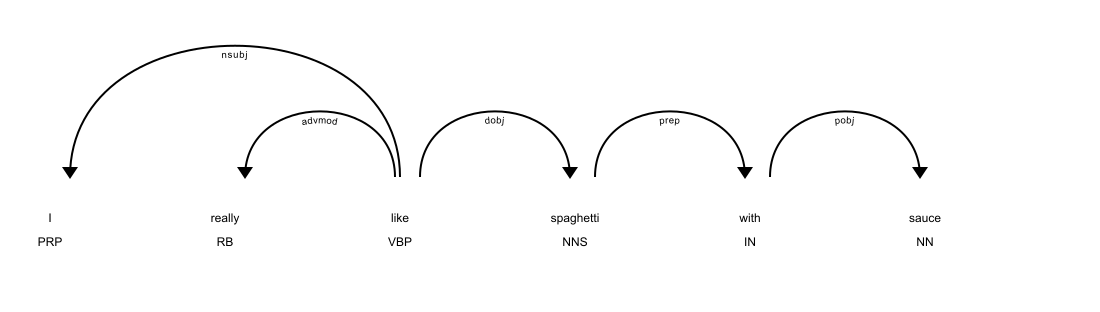 nsubj
advmod dobj prep pobj
I really like spaghetti with sauce
PRP RB VBP NNS IN NN